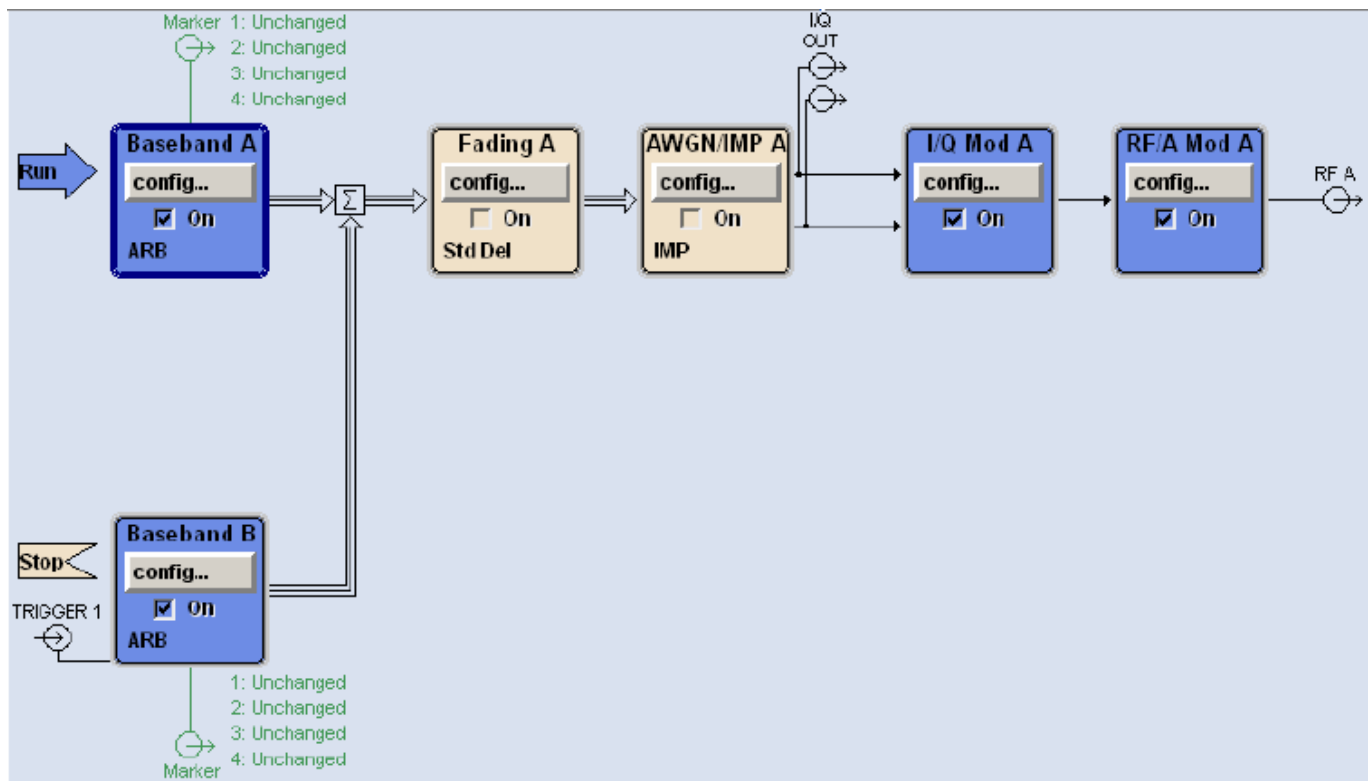 Marker 1: Unchanged
2: Unchanged
3: Unchanged
4: Unchanged
I/Q
OUT
Run
Baseband A
config...
On
ARB
Σ
Fading A
config...
On
Std Del
AWGN/IMP A
config...
On
IMP
I/Q Mod A
config...
On
RF/A Mod A
config...
On
RF A
Stop
TRIGGER 1
Baseband B
config...
On
ARB
1: Unchanged
2: Unchanged
3: Unchanged
4: Unchanged
Marker